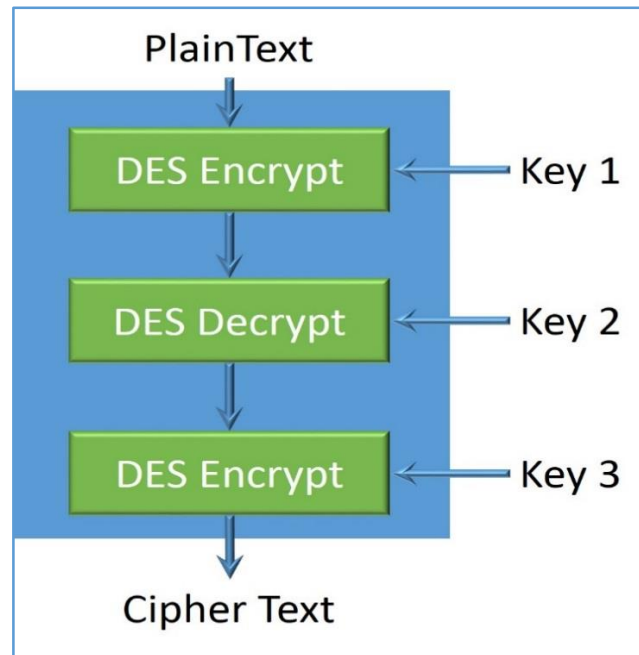 PlainText
DES Encrypt
Key 1
DES Decrypt
Key 2
DES Encrypt
Key 3
Cipher Text